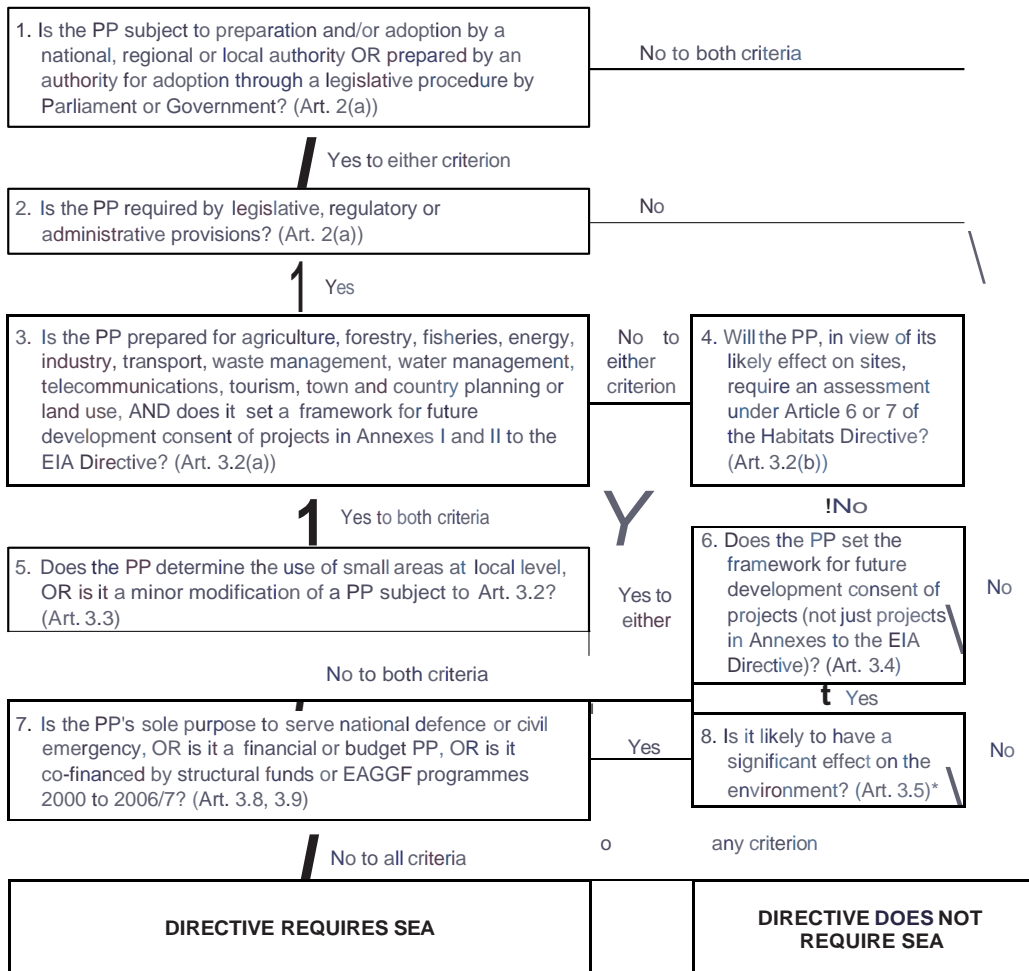 1. Is the PP subject to preparation and/or adoption by a
national, regional or local authority OR prepared by an
authority for adoption through a legislative procedure by
Parliament or Government? (Art. 2(a))
No to both criteria
Yes to either criterion
2. Is the PP required by legislative, regulatory or
administrative provisions? (Art. 2(a))
No
1 Yes
3. Is the PP prepared for agriculture, forestry, fisheries, energy,
industry, transport, waste management, water management,
telecommunications, tourism, town and country planning or
land use, AND does it set a framework for future
development consent of projects in Annexes I and II to the
EIA Directive? (Art. 3.2(a))
No to
either
criterion
4. Will the PP, in view of its
likely effect on sites,
require an assessment
under Article 6 or 7 of
the Habitats Directive?
(Art. 3.2(b))
1 Yes to both criteria
Y
!No
5. Does the PP determine the use of small areas at local level,
OR is it a minor modification of a PP subject to Art. 3.2?
(Art. 3.3)
Yes to
either
6. Does the PP set the
framework for future
development consent of
projects (not just projects
in Annexes to the EIA
Directive)? (Art. 3.4)
No
No to both criteria
t Yes
7. Is the PP's sole purpose to serve national defence or civil
emergency, OR is it a financial or budget PP, OR is it
co-financed by structural funds or EAGGF programmes
2000 to 2006/7? (Art. 3.8, 3.9)
Yes
8. Is it likely to have a
significant effect on the
environment? (Art. 3.5)*
No
No to all criteria
o any criterion
DIRECTIVE REQUIRES SEA
DIRECTIVE DOES NOT
REQUIRE SEA